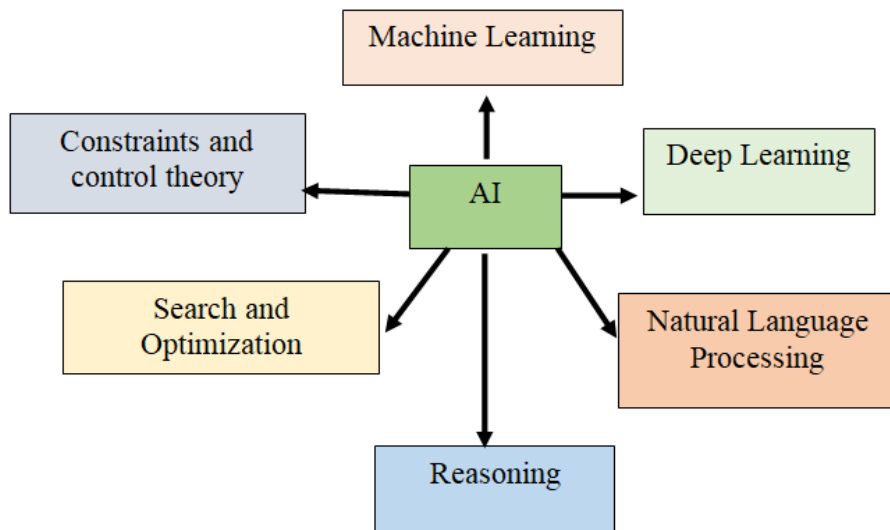 Machine Learning
Constraints and
control theory
Deep Learning
AI
Search and
Optimization
Natural Language
Processing
Reasoning